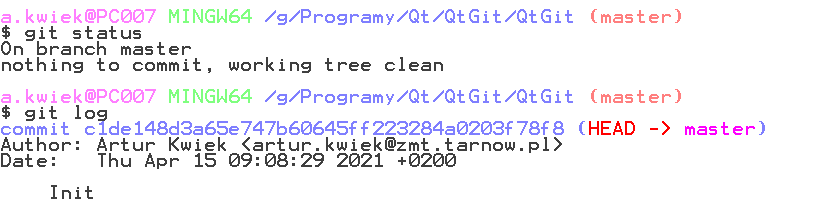 a.kwiek@PC007 MINGW64 /g/Programy/Qt/QtGit/QtGit (master)
$ git status
On branch master
nothing to commit, working tree clean
a.kwiek@PC007 MINGW64 /g/Programy/Qt/QtGit/QtGit (master)
$ git log
commit c1de148d3a65e747b60645ff223284a0203f78f8 (HEAD -> master)
Author: Artur Kwiek <artur.kwiek@zmt.tarnow.pl>
Date:   Thu Apr 15 09:08:29 2021 +0200
    Init